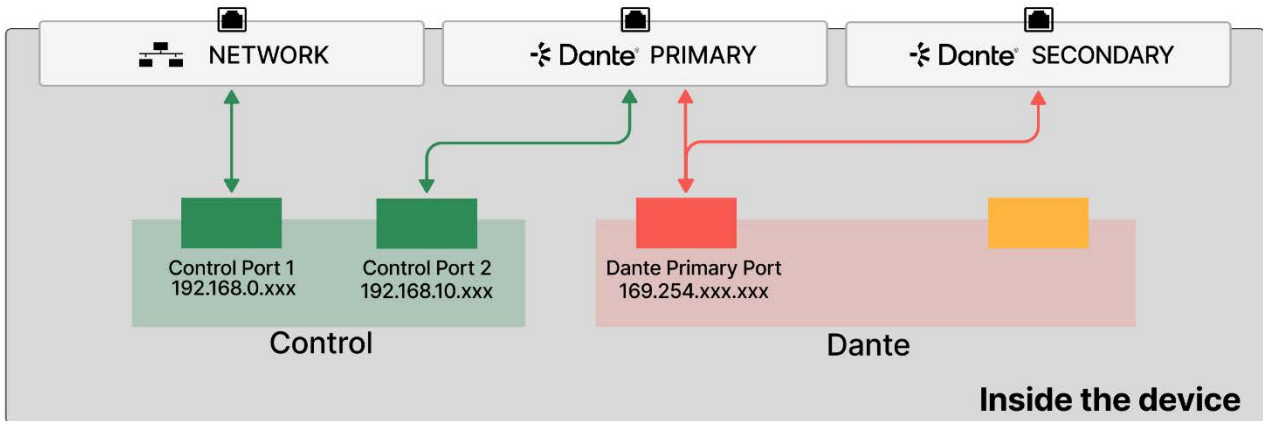 NETWORK
Dante® PRIMARY
Dante® SECONDARY
Control Port 1
192.168.0.xxx
Control Port 2
192.168.10.xxx
Dante Primary Port
169.254.xxx.xxx
Control
Dante
Inside the device